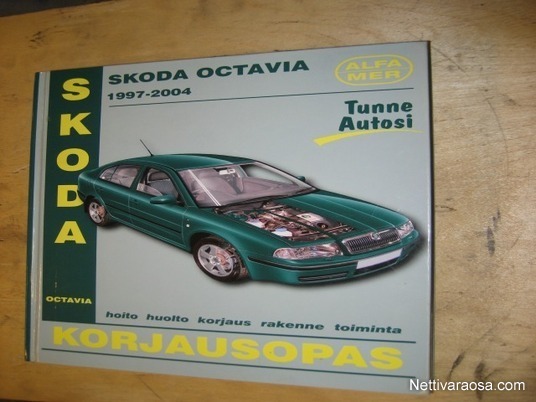 SKODA OCTAVIA
1997-2004
ALFA
MER
Tunne
Autosi
SKODA
OCTAVIA
hoito huolto korjaus rakenne toiminta
KORJAUSOPAS
Nettivaraosa.com